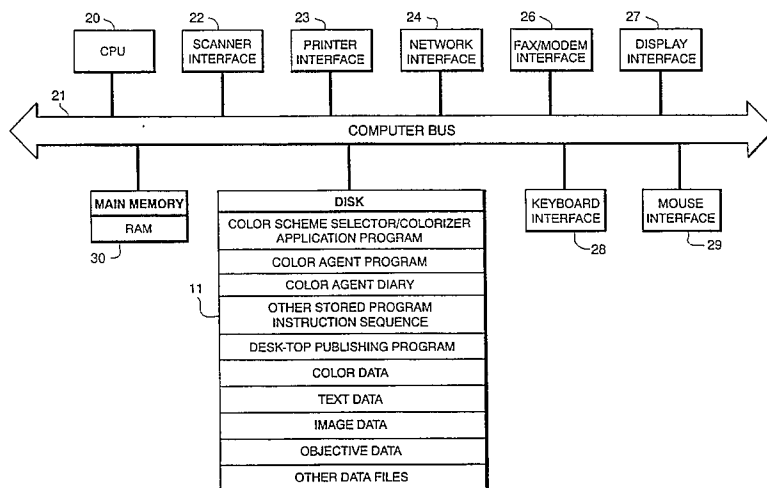 20
22
23
24
26
27
CPU
SCANNER
INTERFACE
PRINTER
INTERFACE
NETWORK
INTERFACE
FAX/MODEM
INTERFACE
DISPLAY
INTERFACE
21
COMPUTER BUS
MAIN MEMORY
RAM
30
DISK
COLOR SCHEME SELECTOR/COLORIZER
APPLICATION PROGRAM
COLOR AGENT PROGRAM
COLOR AGENT DIARY
OTHER STORED PROGRAM
INSTRUCTION SEQUENCE
DESK-TOP PUBLISHING PROGRAM
COLOR DATA
TEXT DATA
IMAGE DATA
OBJECTIVE DATA
OTHER DATA FILES
11
KEYBOARD
INTERFACE
28
MOUSE
INTERFACE
29